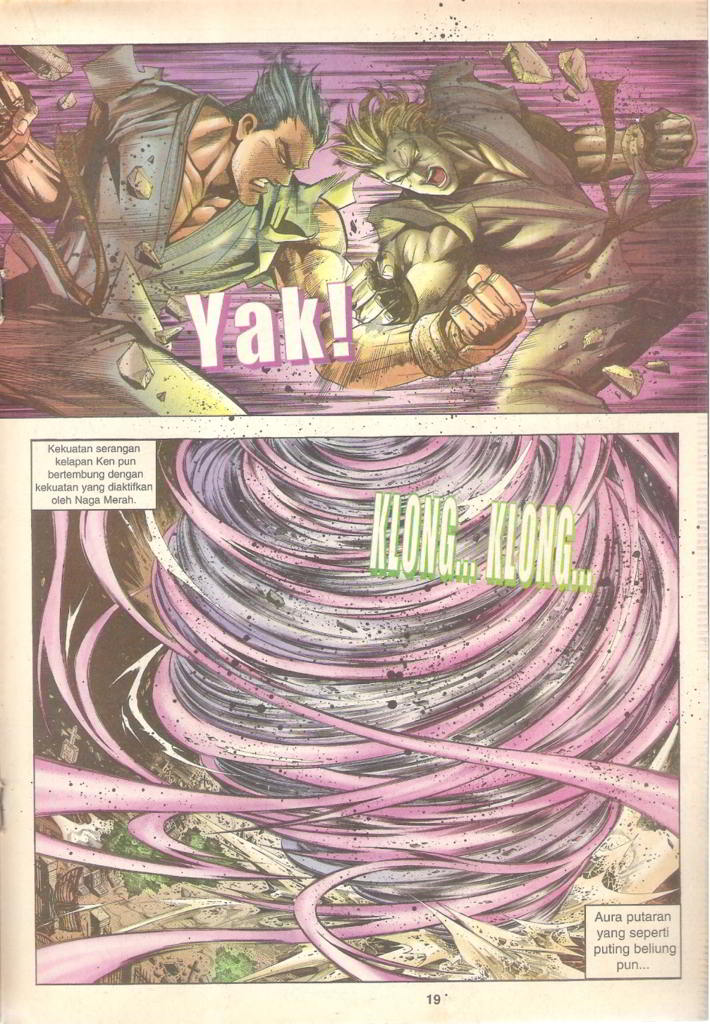 Yak!
Kekuatan serangan
kelapan Ken pun
bertembung dengan
kekuatan yang diaktifkan
oleh Naga Merah.
KLONG... KLONG...
Aura putaran
yang seperti
puting beliung
pun...
19